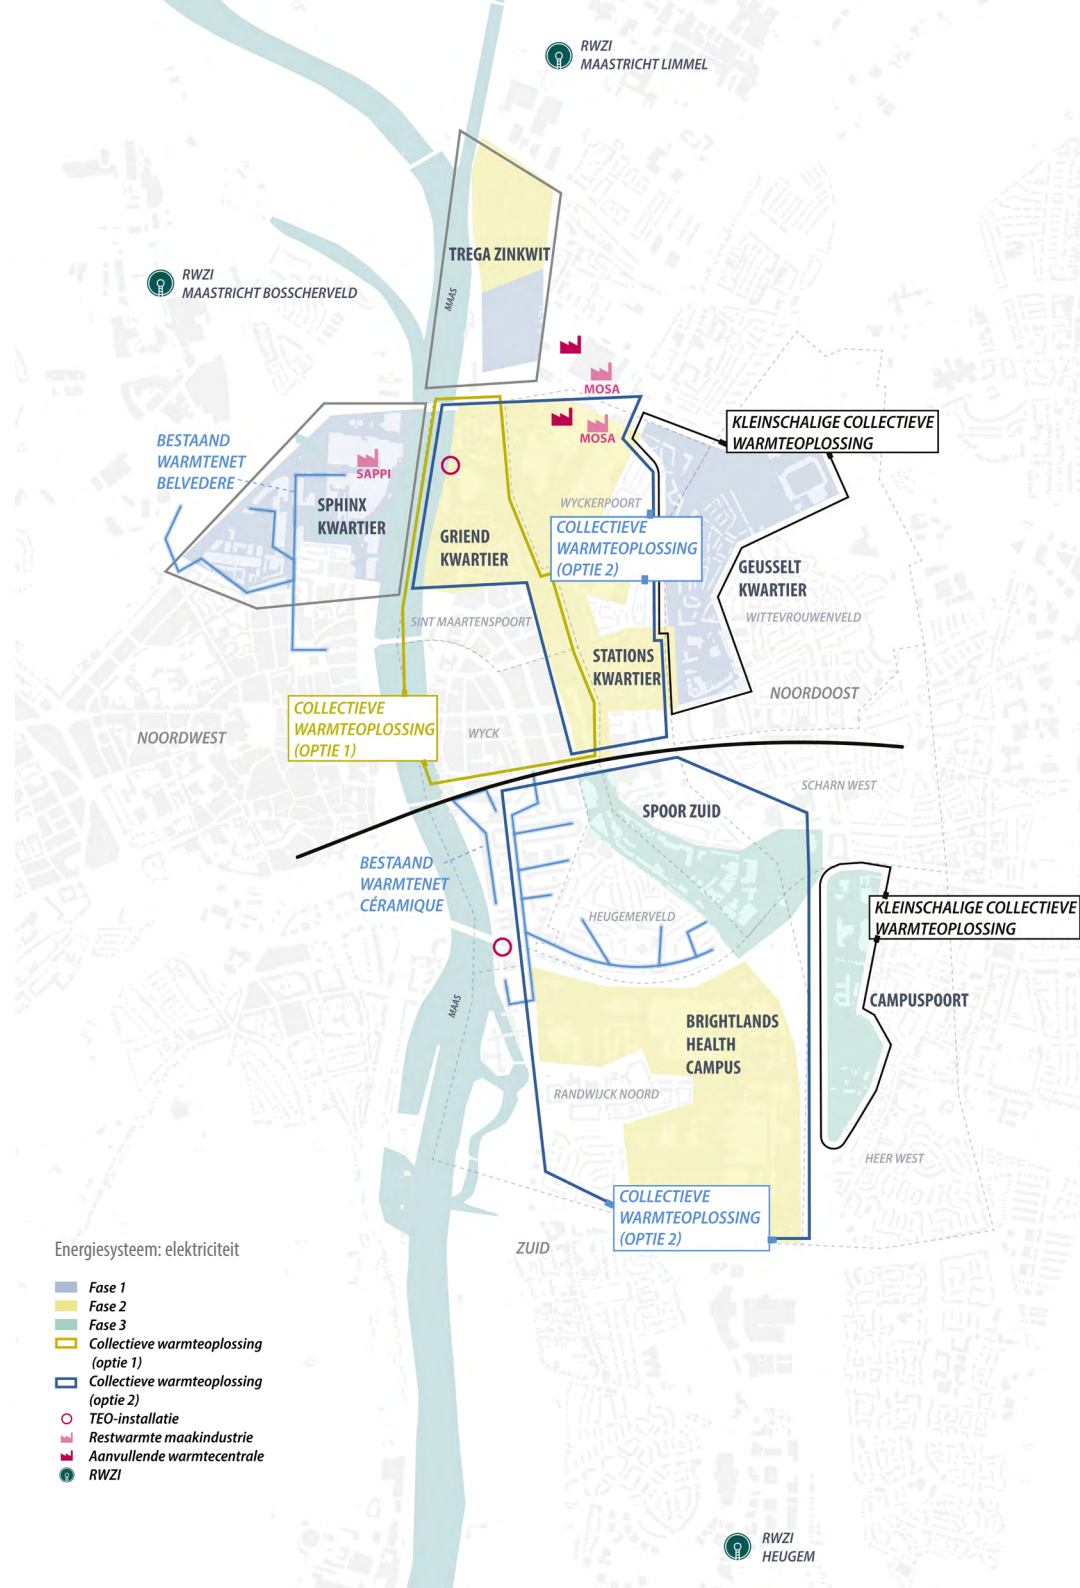 RWZI
MAASTRICHT LIMMEL
TREGA ZINKWIT
RWZI
MAASTRICHT BOSSCHERVELD
MAAS
MOSA
BESTAAND
WARMTENET
BELVEDERE
SAPPI
MOSA
KLEINSCHALIGE COLLECTIEVE
WARMTEOPLOSSING
SPHINX
KWARTIER
WYCKERPOORT
GRIEND
KWARTIER
COLLECTIEVE
WARMTEOPLOSSING
(OPTIE 2)
GEUSSELT
KWARTIER
WITTEVROUWENVELD
SINT MAARTENSPOORT
STATIONS
KWARTIER
NOORDOOST
COLLECTIEVE
WARMTEOPLOSSING
(OPTIE 1)
NOORDWEST
WYCK
SCHARN WEST
SPOOR ZUID
BESTAAND
WARMTENET
CÉRAMIQUE
HEUGEMERVELD
KLEINSCHALIGE COLLECTIEVE
WARMTEOPLOSSING
MAAS
CAMPUSPOORT
BRIGHTLANDS
HEALTH
CAMPUS
RANDWIJCK NOORD
HEER WEST
COLLECTIEVE
WARMTEOPLOSSING
(OPTIE 2)
ZUID
Energiesysteem: elektriciteit
Fase 1
Fase 2
Fase 3
Collectieve warmteoplossing
(optie 1)
Collectieve warmteoplossing
(optie 2)
TEO-installatie
Restwarmte maakindustrie
Aanvullende warmtecentrale
RWZI
RWZI
HEUGEM